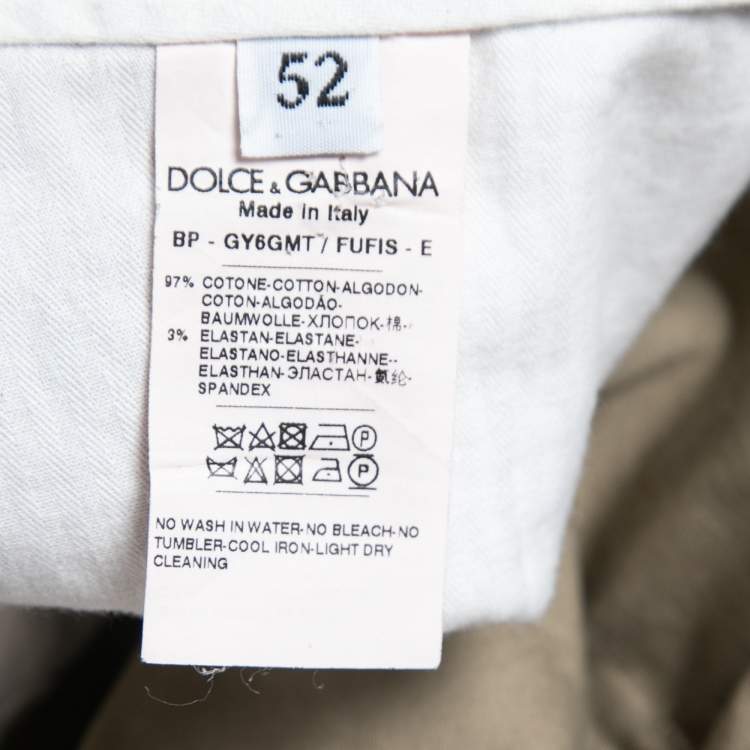 52
DOLCE & GABBANA
Made in Italy
BP - GY6GMT / FUFIS - E
97% COTONE-COTTON-ALGODON-
COTON-ALGODÃO-
BAUMWOLLE-ХЛОПОК-棉-
3% ELASTAN-ELASTANE-
ELASTANO-ELASTHANNE--
ELASTHAN-ЭЛАСТАН-氨纶-
SPANDEX
P
P
NO WASH IN WATER-NO BLEACH-NO
TUMBLER-COOL IRON-LIGHT DRY
CLEANING